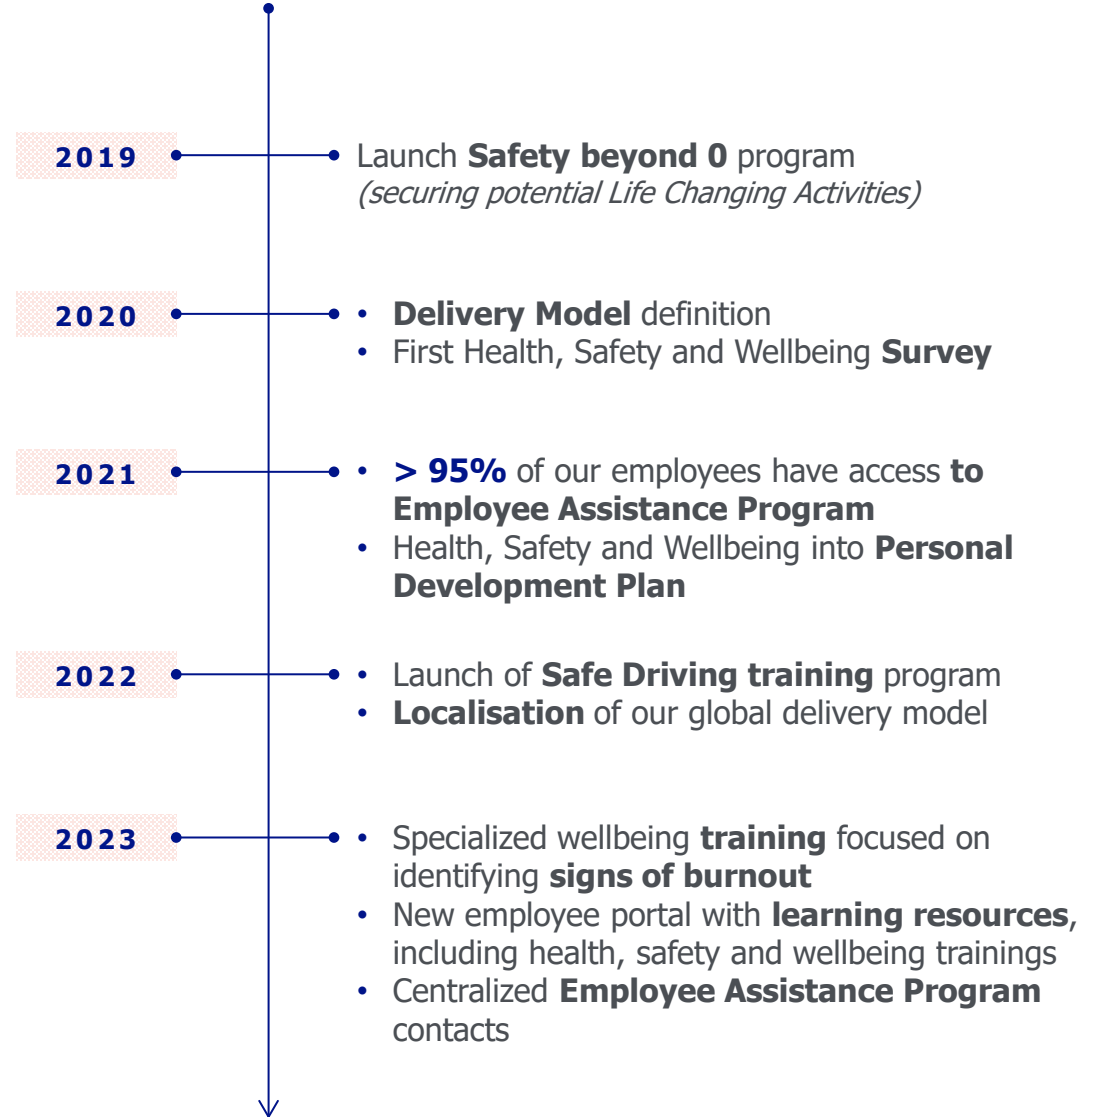 2019
Launch Safety beyond 0 program
(securing potential Life Changing Activities)
2020
• Delivery Model definition
• First Health, Safety and Wellbeing Survey
2021
• > 95% of our employees have access to
Employee Assistance Program
• Health, Safety and Wellbeing into Personal
Development Plan
2022
• Launch of Safe Driving training program
• Localisation of our global delivery model
2023
• Specialized wellbeing training focused on
identifying signs of burnout
• New employee portal with learning resources,
including health, safety and wellbeing trainings
• Centralized Employee Assistance Program
contacts